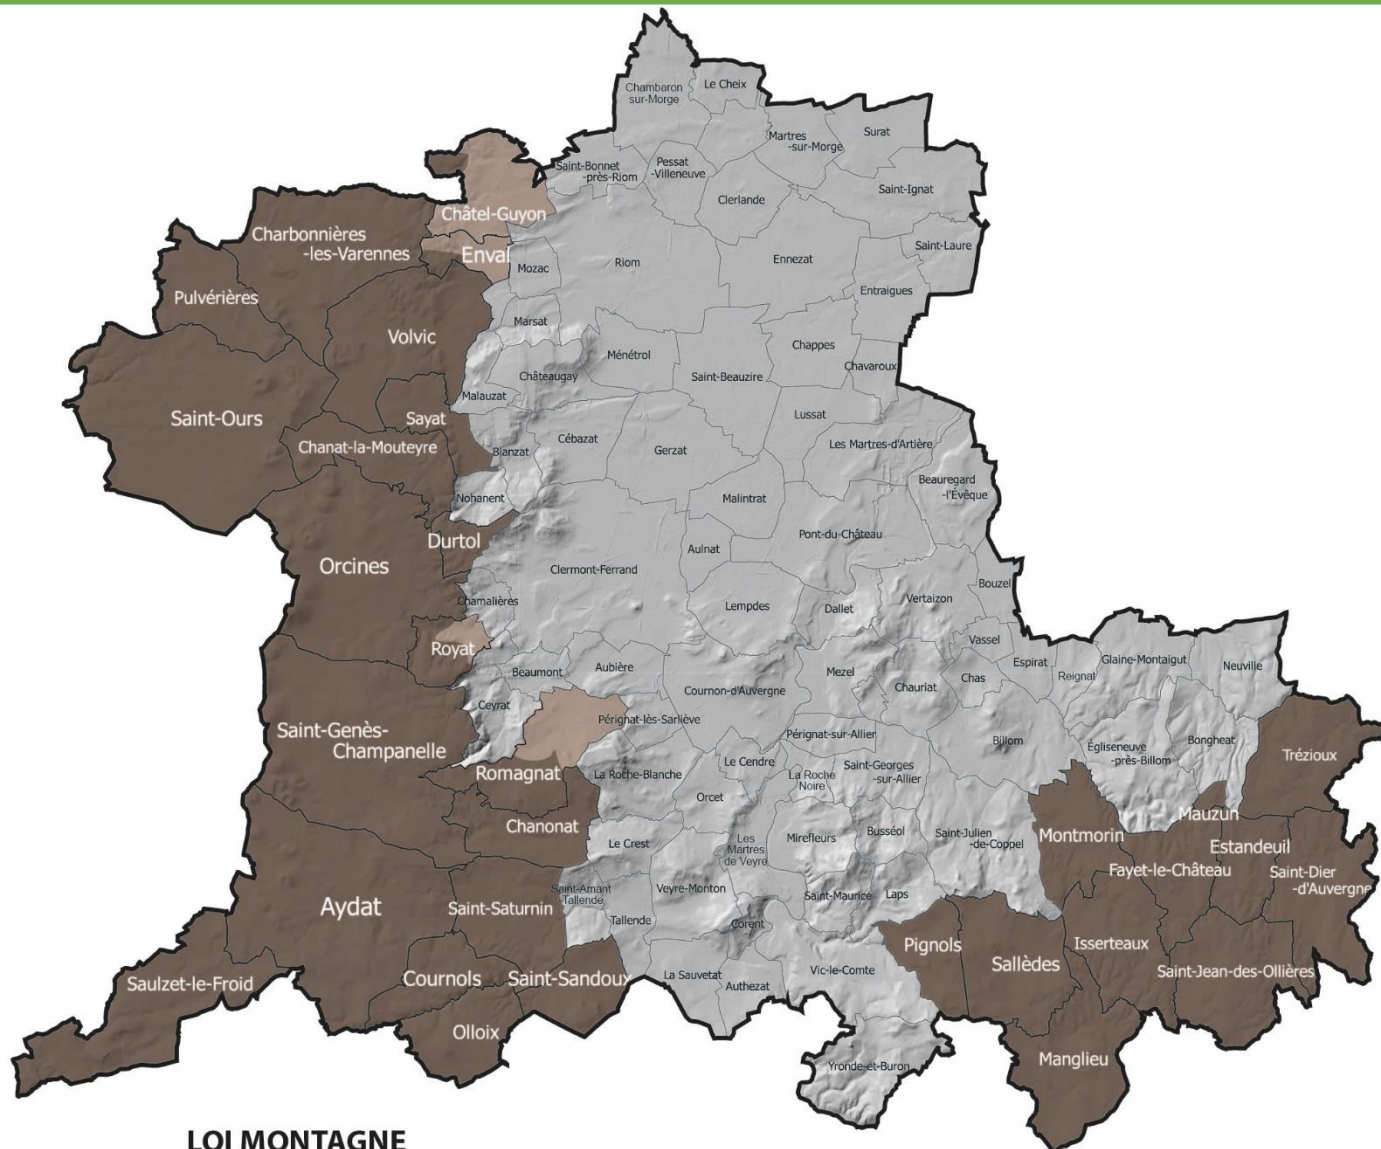 Chambaron
sur-Morge
Le Cheix
Martres
-sur-Morge
Surat
Saint-Bonnet
-près-Riom
Pessat
-Villeneuve
Clerlande
Saint-Ignat
Châtel-Guyon
Charbonnières
-les-Varennes
Enval
Mozac
Riom
Ennezat
Saint-Laure
Entraigues
Pulvérières
Volvic
Marsat
Châteaugay
Ménétrol
Saint-Beauzire
Chappes
Chavaroux
Malauzat
Saint-Ours
Sayat
Lussat
Chanat-la-Mouteyre
Blanzat
Cébazat
Gerzat
Les Martres-d'Artière
Nohanent
Malintrat
Beauregard
-l'Évêque
Durtol
Pont-du-Château
Aulnat
Orcines
Clermont-Ferrand
Bouzel
Chamalières
Lempdes
Dallet
Vertaizon
Royat
Vassel
Beaumont
Aubière
Mezel
Espirat
Reignat
Glaine-Montaigut
Neuville
Cournon-d'Auvergne
Chauriat
Chas
Ceyrat
Pérignat-lès-Sarliève
Saint-Genès-
Champanelle
Pérignat-sur-Allier
Billom
Égliseneuve
-près-Billom
Bongheat
Trézioux
Romagnat
La Roche-Blanche
Le Cendre
La Roche
Noire
Saint-Georges
-sur-Allier
Orcet
Chanonat
Le Crest
Les
Martres
de Veyre
Mirefleurs
Busséol
Saint-Julien
-de-Coppel
Montmorin
Mauzun
Estandeuil
Fayet-le-Château
Saint-Dier
-d'Auvergne
Aydat
Saint-Saturnin
Saint-Amant
Tallende
Veyre-Monton
Saint-Maurice
Laps
Tallende
Corent
Pignols
Isserteaux
Sallèdes
Saint-Jean-des-Ollières
Saulzet-le-Froid
Cournols
Saint-Sandoux
La Sauvetat
Authezat
Vic-le-Comte
Olloix
Yronde-et-Buron
Manglieu
LOI MONTAGNE